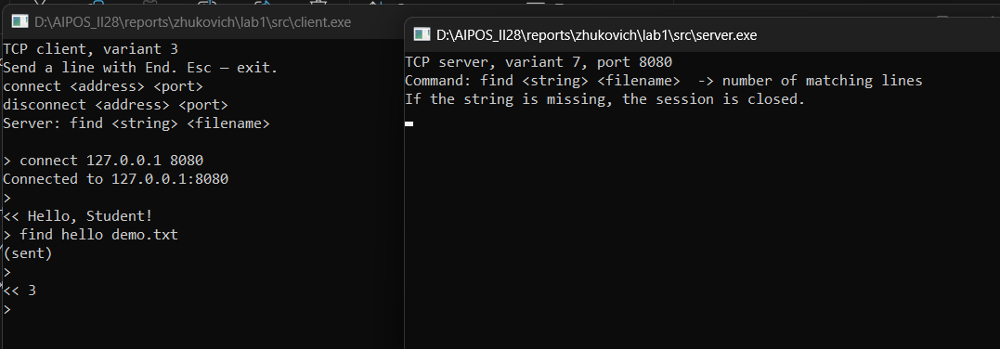 D:\AIPOS_II28\reports\zhukovich\lab1\src\client.exe
TCP client, variant 3
Send a line with End. Esc — exit.
connect <address> <port>
disconnect <address> <port>
Server: find <string> <filename>
> connect 127.0.0.1 8080
Connected to 127.0.0.1:8080
>
<< Hello, Student!
> find hello demo.txt
(sent)
>
<< 3
>
D:\AIPOS_II28\reports\zhukovich\lab1\src\server.exe
TCP server, variant 7, port 8080
Command: find <string> <filename>  -> number of matching lines
If the string is missing, the session is closed.